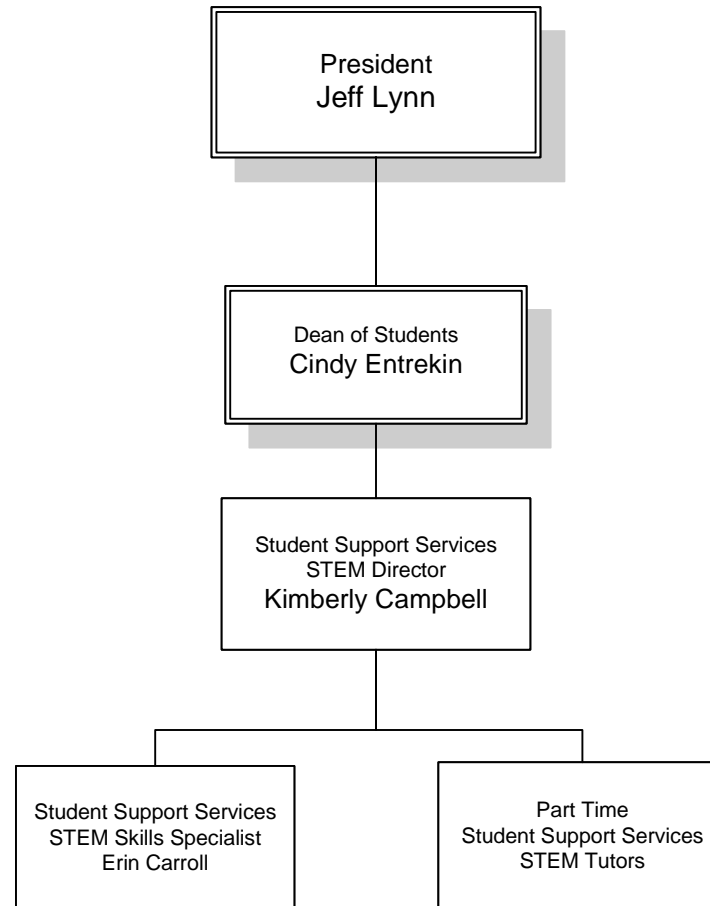 President
Jeff Lynn
Dean of Students
Cindy Entrekin
Student Support Services
STEM Director
Kimberly Campbell
Student Support Services
STEM Skills Specialist
Erin Carroll
Part Time
Student Support Services
STEM Tutors